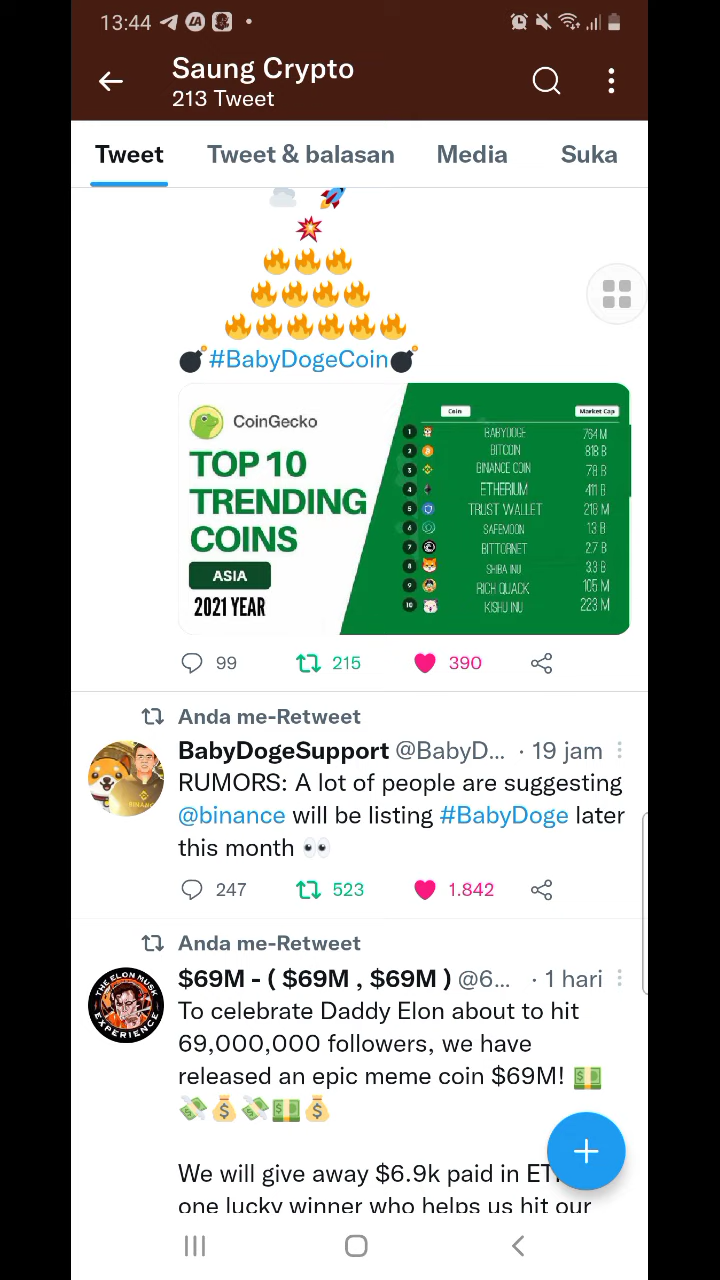 13:44
Saung Crypto
213 Tweet
Tweet Tweet & balasan Media Suka
#BabyDogeCoin
CoinGecko
TOP 10
TRENDING
COINS
ASIA
2021 YEAR
Coin Market Cap
1 BABYDOGE 764 M
2 BITCOIN 818 B
3 BINANCE COIN 78 B
4 ETHERIUM 411 B
5 TRUST WALLET 218 M
6 SAFEMOON 1.3 B
7 BITTORNET 2.7 B
8 SHIBA INU 3.3 B
9 RICH QUACK 105 M
10 KISHU INU 223 M
99 215 390
Anda me-Retweet
BabyDogeSupport @BabyD... · 19 jam
RUMORS: A lot of people are suggesting
@binance will be listing #BabyDoge later
this month 👀
247 523 1.842
Anda me-Retweet
$69M - ( $69M , $69M ) @6... · 1 hari
THE ELON MUSK
EXPERIENCE
To celebrate Daddy Elon about to hit
69,000,000 followers, we have
released an epic meme coin $69M! 💵
💸💰💸💵💰
We will give away $6.9k paid in
one lucky winner who helps us hit our